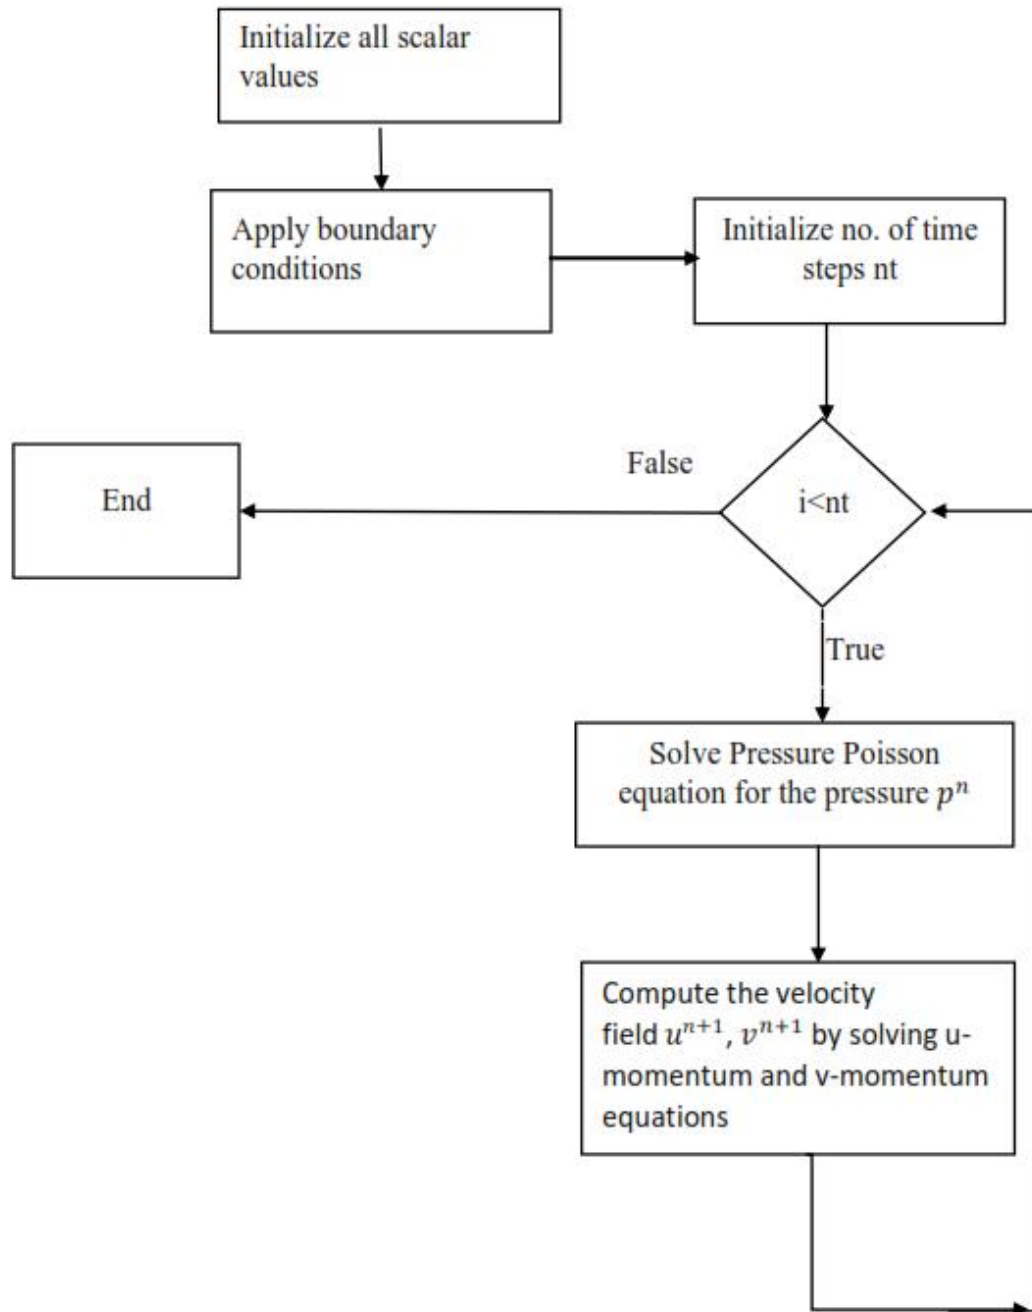 Initialize all scalar
values
Apply boundary
conditions
Initialize no. of time
steps nt
False
i<nt
End
True
Solve Pressure Poisson
equation for the pressure pⁿ
Compute the velocity
field uⁿ⁺¹, vⁿ⁺¹ by solving u-
momentum and v-momentum
equations